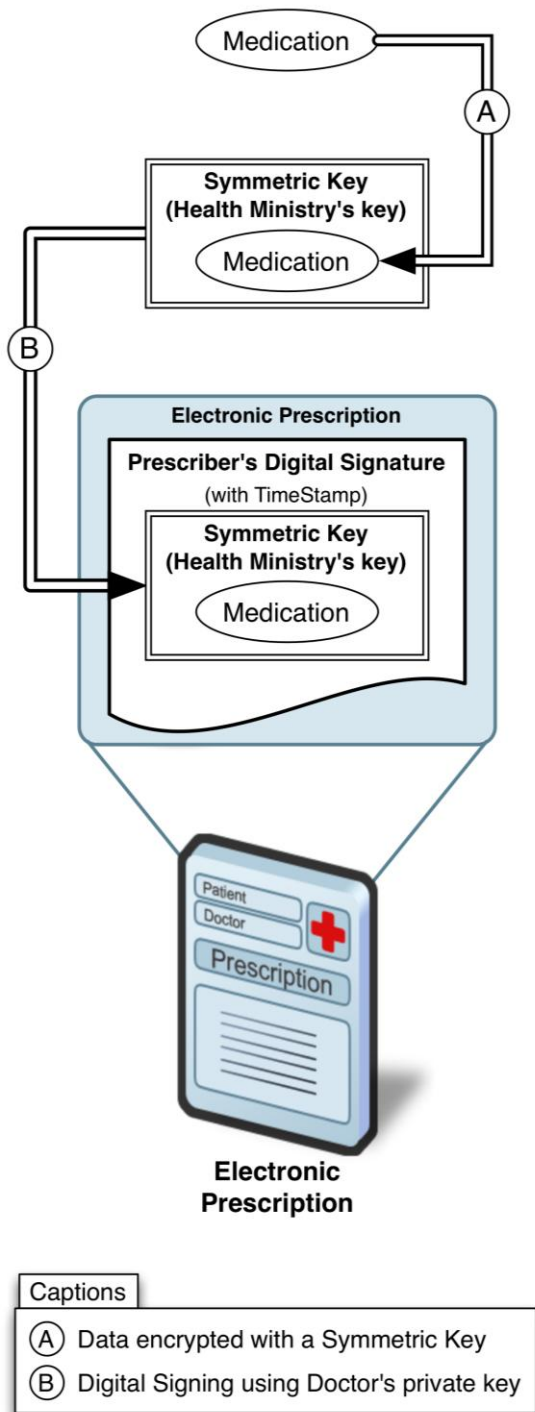 Medication
A
Symmetric Key
(Health Ministry's key)
Medication
B
Electronic Prescription
Prescriber's Digital Signature
(with TimeStamp)
Symmetric Key
(Health Ministry's key)
Medication
Patient
Doctor
Prescription
Electronic
Prescription
Captions
A Data encrypted with a Symmetric Key
B Digital Signing using Doctor's private key